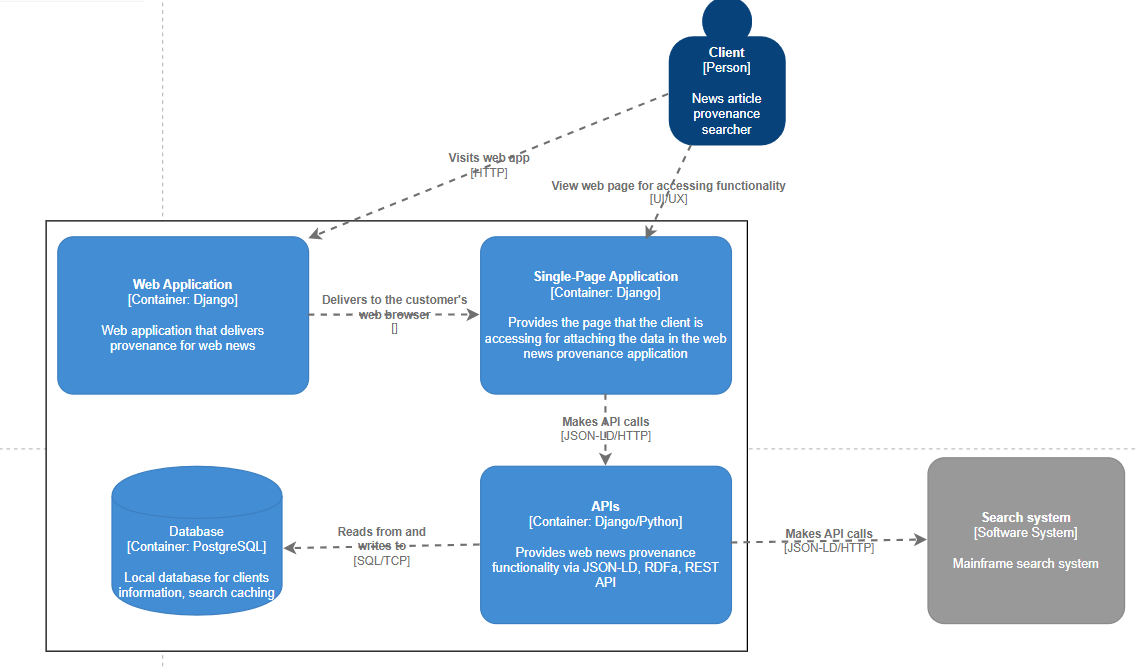 Client
[Person]
News article
provenance
searcher
Visits web app
[HTTP]
View web page for accessing functionality
[UI/UX]
Web Application
[Container: Django]
Web application that delivers
provenance for web news
Delivers to the customer's
web browser
[]
Single-Page Application
[Container: Django]
Provides the page that the client is
accessing for attaching the data in the web
news provenance application
Makes API calls
[JSON-LD/HTTP]
Database
[Container: PostgreSQL]
Local database for clients
information, search caching
Reads from and
writes to
[SQL/TCP]
APIs
[Container: Django/Python]
Provides web news provenance
functionality via JSON-LD, RDFa, REST
API
Makes API calls
[JSON-LD/HTTP]
Search system
[Software System]
Mainframe search system